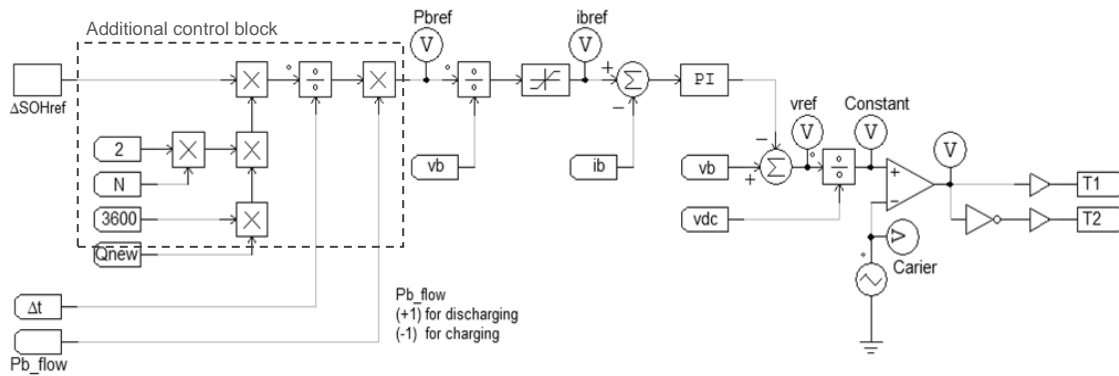 Additional control block
Pbref
ibref
V
V
ΔSOHref
PI
2
N
3600
Qnew
vb
ib
vref
Constant
V
V
V
vb
vdc
T1
T2
V
Carier
Δt
Pb_flow
Pb_flow
(+1) for discharging
(-1) for charging